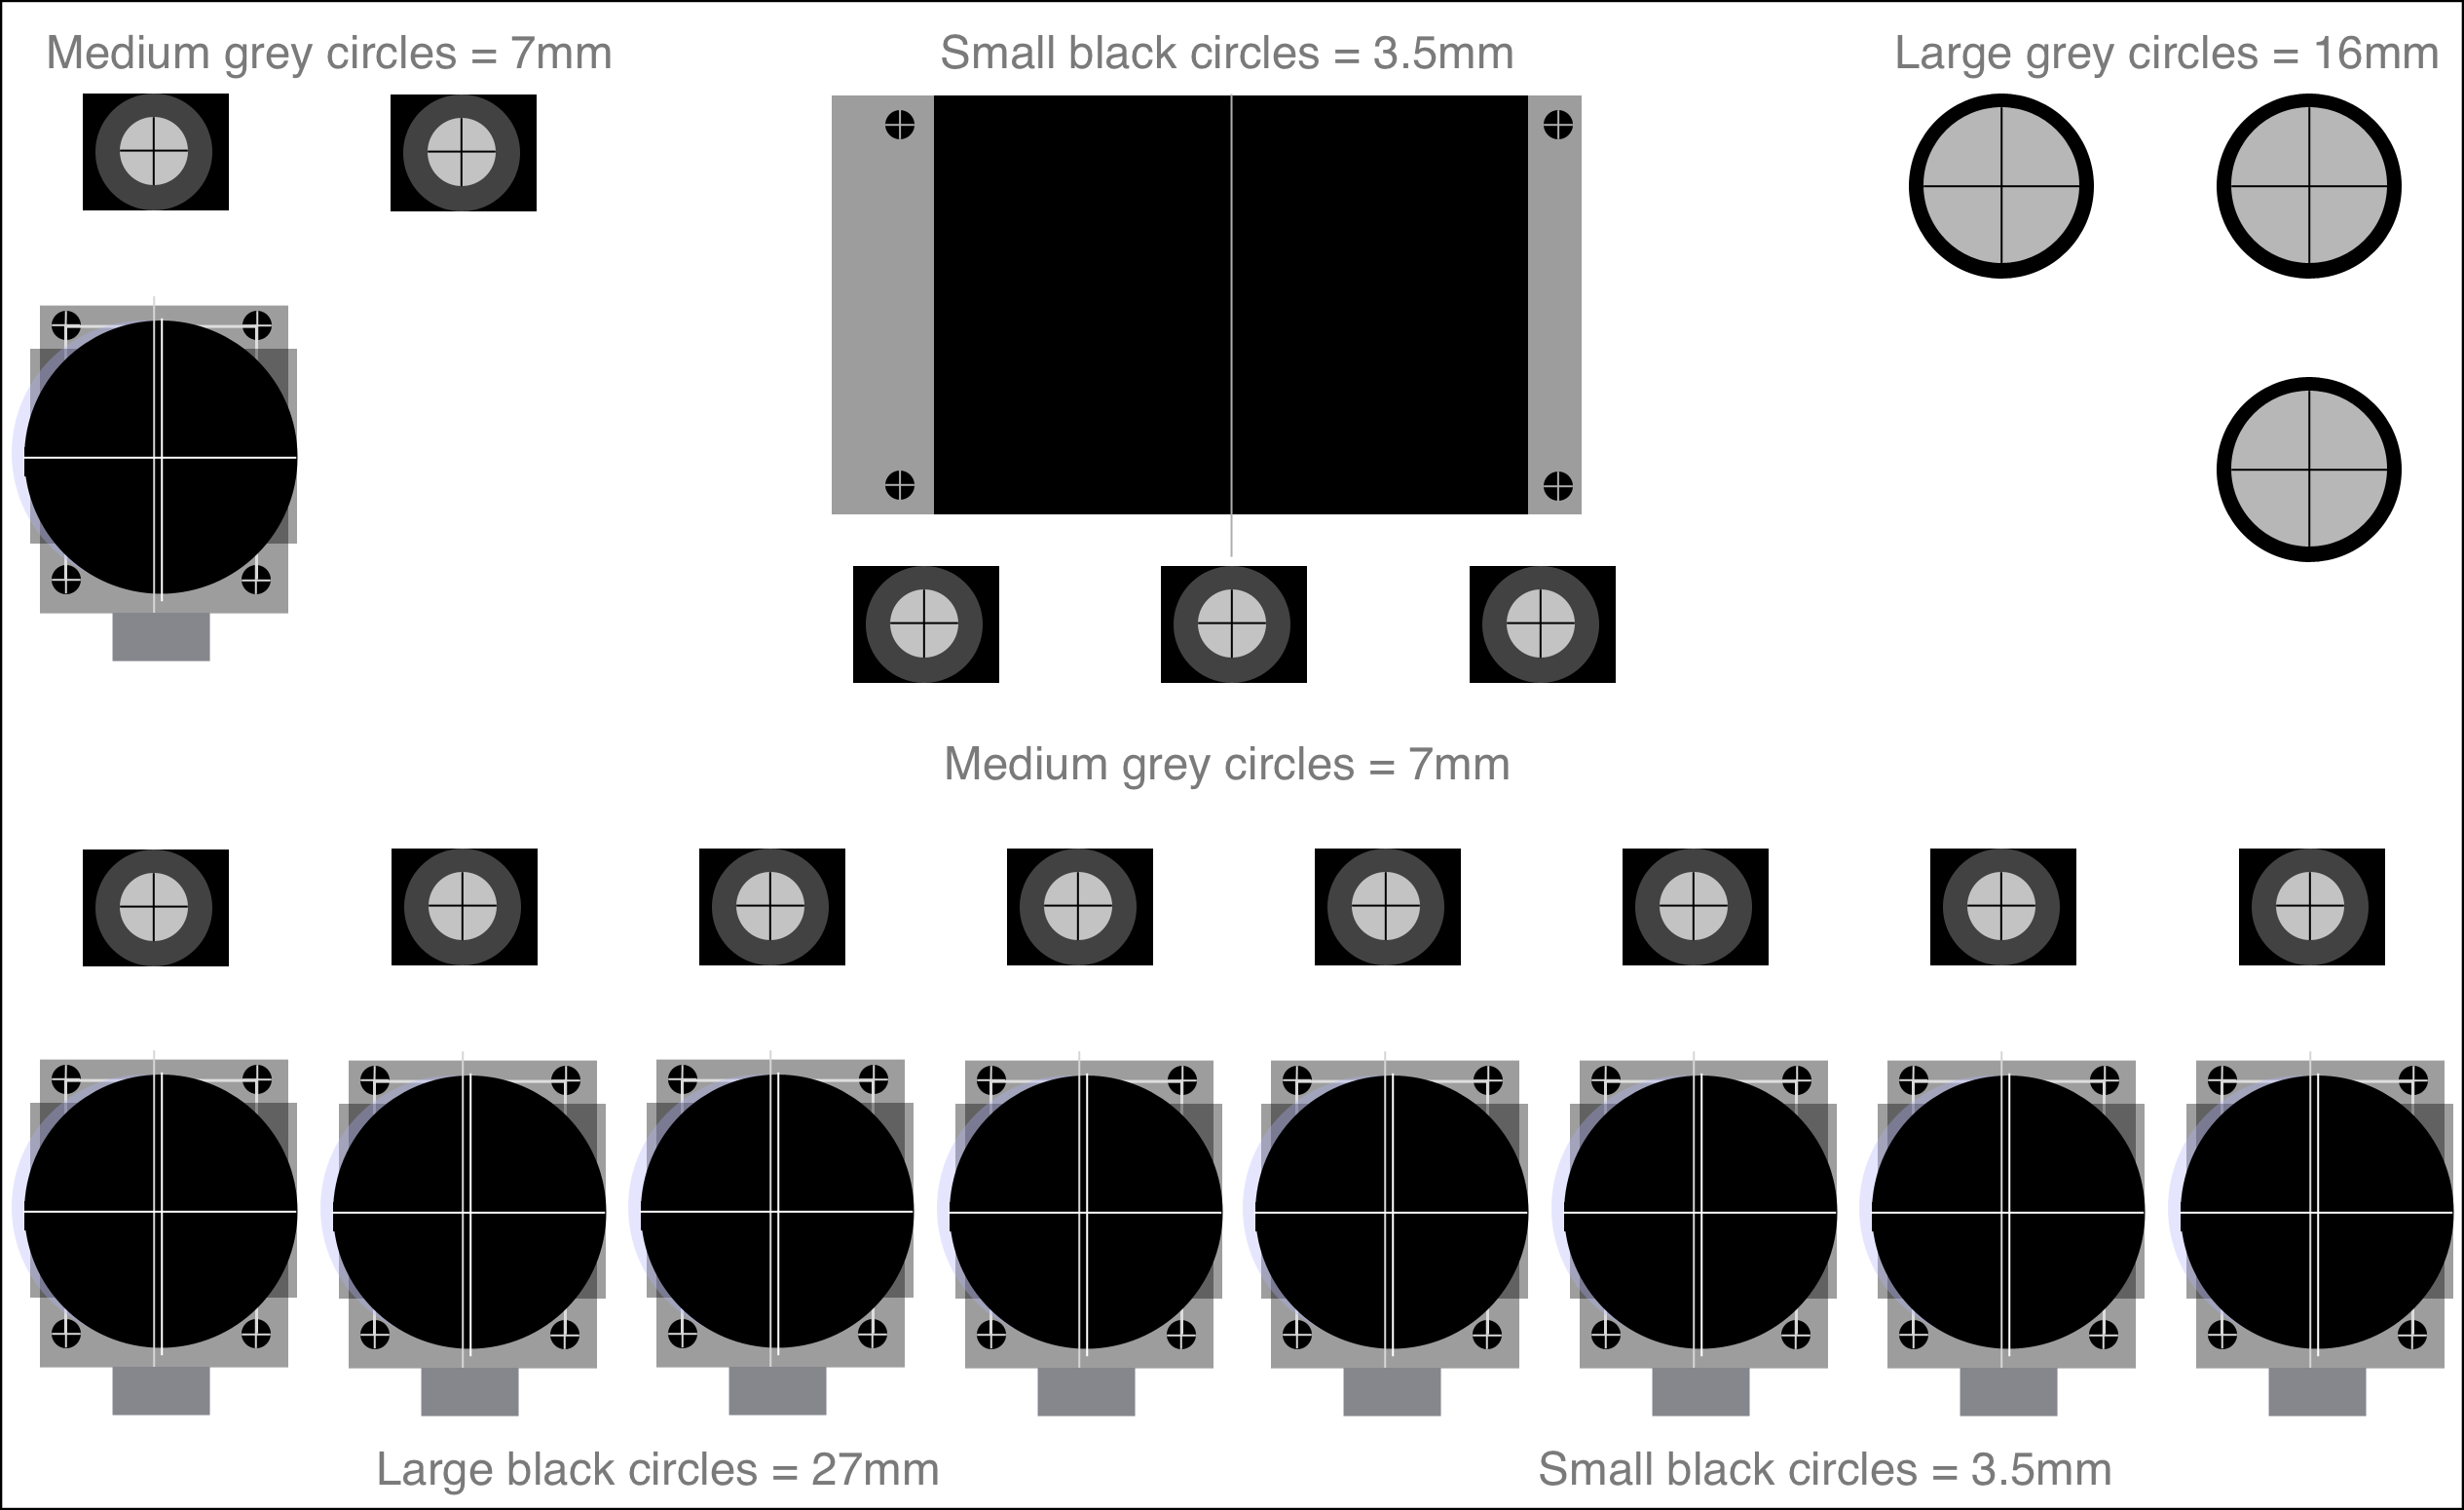 Medium grey circles = 7mm
Small black circles = 3.5mm
Large grey circles = 16mm
Medium grey circles = 7mm
Large black circles = 27mm
Small black circles = 3.5mm